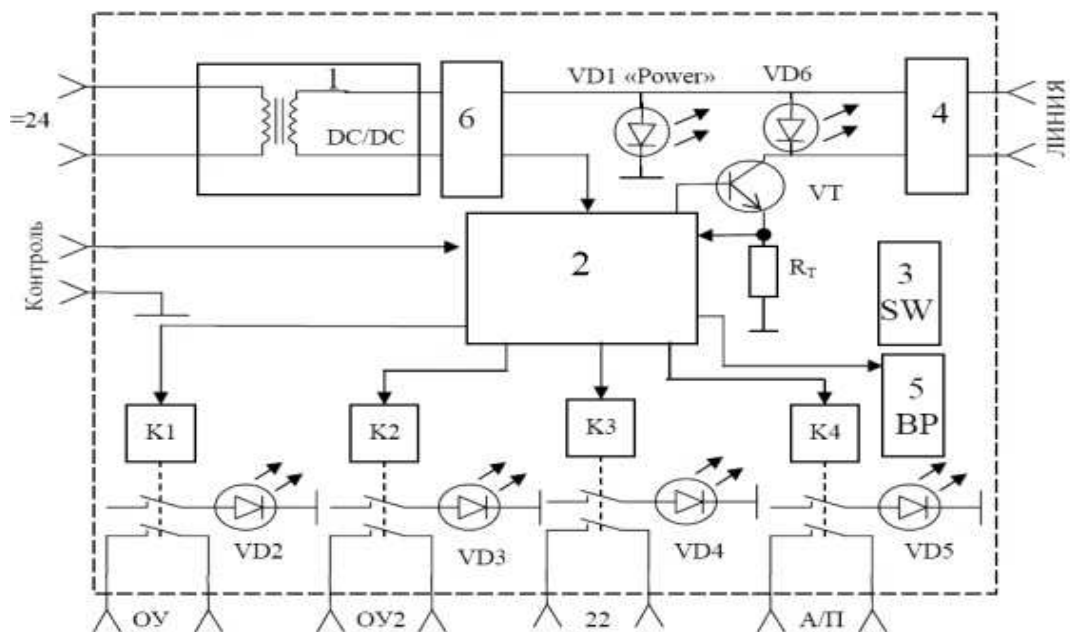 1
VD1 «Power»
VD6
=24
DC/DC
6
4
ЛИНИЯ
VT
Контроль
2
RT
3
SW
5
BP
K1
K2
K3
K4
VD2
VD3
VD4
VD5
ОУ
ОУ2
22
А/П